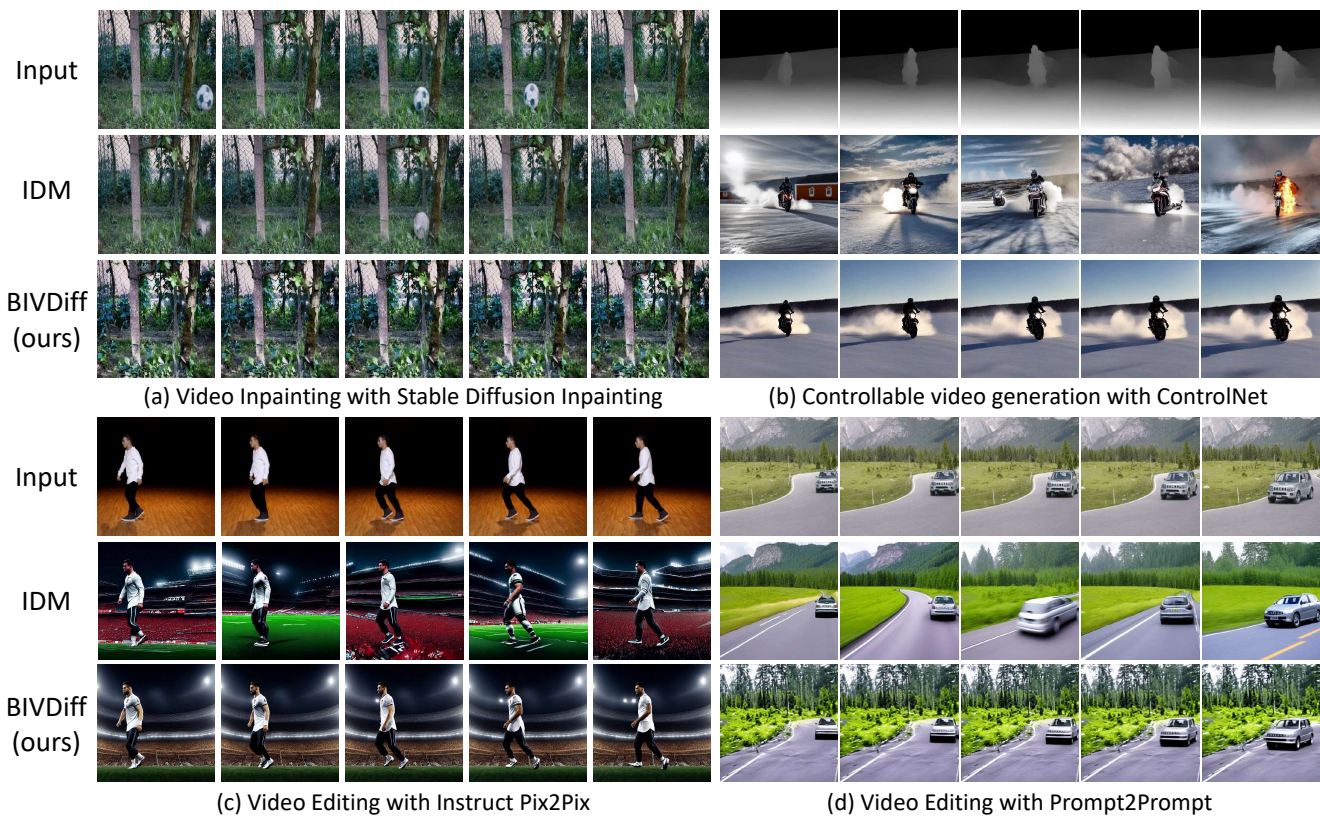 Input
IDM
BIVDiff
(ours)
(a) Video Inpainting with Stable Diffusion Inpainting
(b) Controllable video generation with ControlNet
Input
IDM
BIVDiff
(ours)
(c) Video Editing with Instruct Pix2Pix
(d) Video Editing with Prompt2Prompt